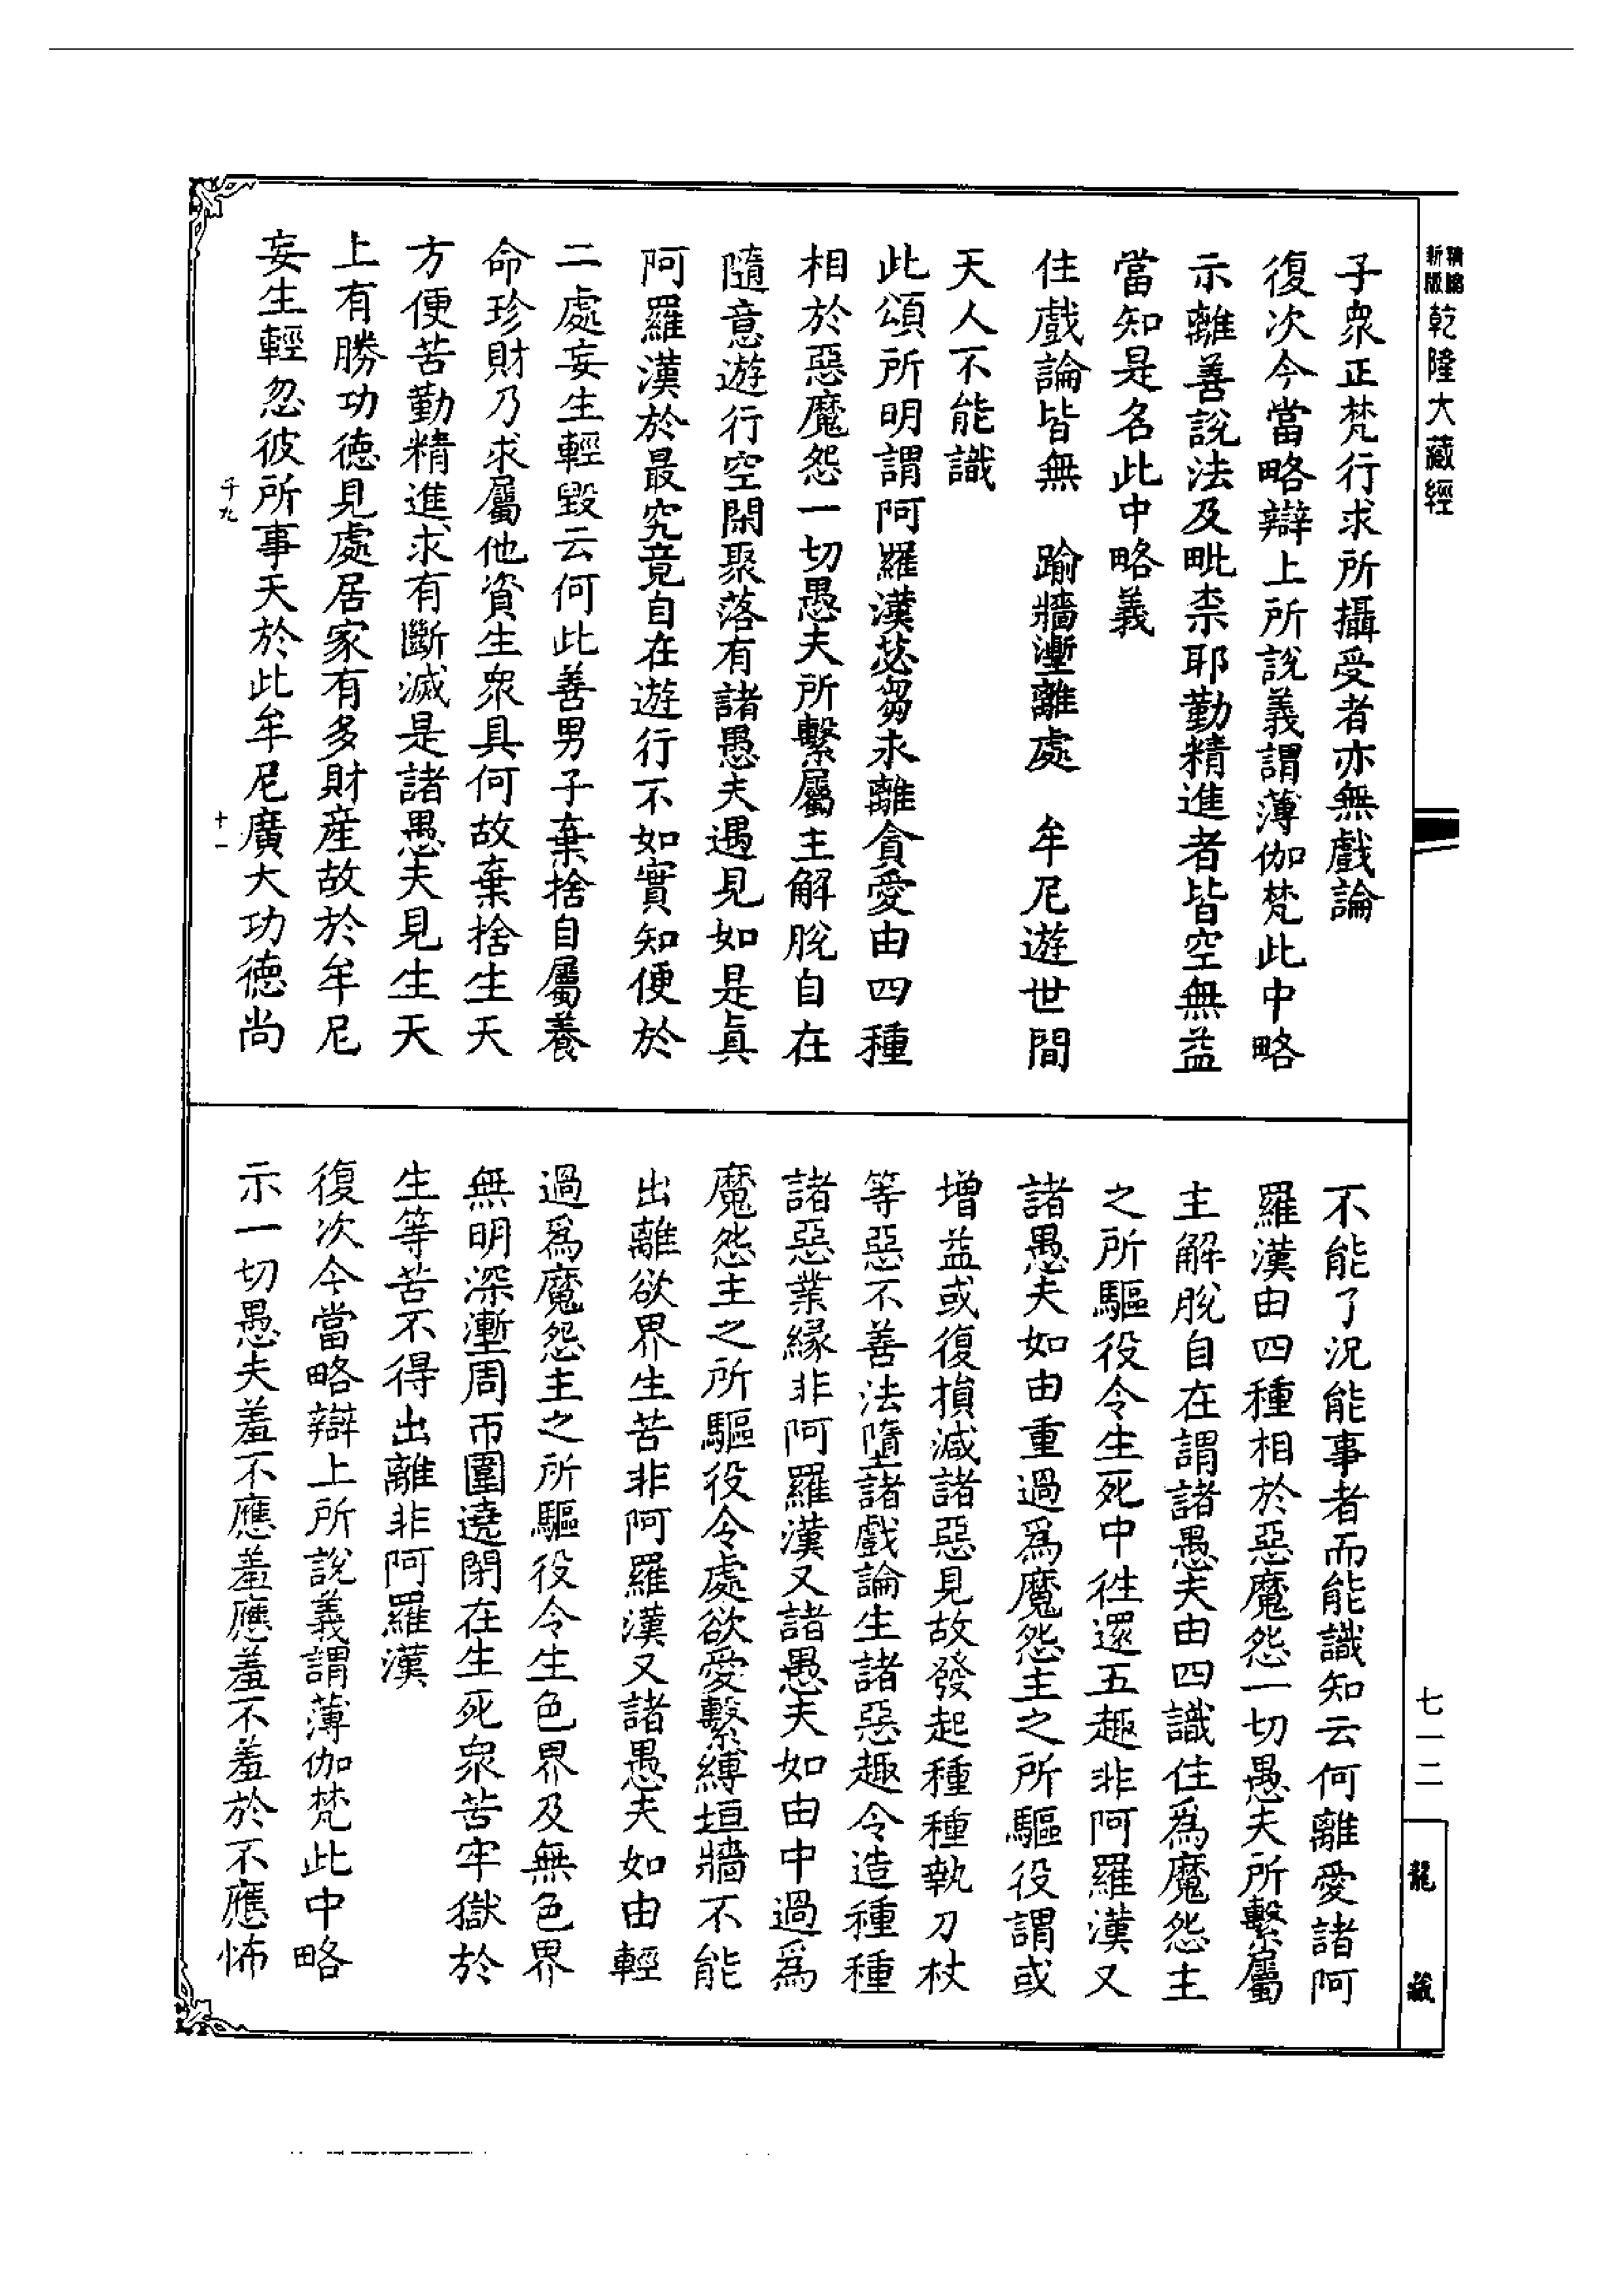 子衆正梵行求所攝受者亦無戲論
復次今當略辯上所說義謂薄伽梵此中略
示離善說法及毗柰耶勤精進者皆空無益
當知是名此中略義
住戲論皆無　踰牆壍離處　牟尼遊世間
天人不能識
此頌所明謂阿羅漢苾芻永離貪愛由四種
相於惡魔怨一切愚夫所繫屬主解脫自在
隨意遊行空閑聚落有諸愚夫遇見如是眞
阿羅漢於最究竟自在遊行不如實知便於
二處妄生輕毀云何此善男子棄捨自屬養
命珍財乃求屬他資生衆具何故棄捨生天
方便苦勤精進求有斷滅是諸愚夫見生天
上有勝功德見處居家有多財産故於牟尼
妄生輕忽彼所事天於此牟尼廣大功德尚
不能了況能事者而能識知云何離愛諸阿
羅漢由四種相於惡魔怨一切愚夫所繫屬
主解脫自在謂諸愚夫由四識住爲魔怨主
之所驅役令生死中徃還五趣非阿羅漢又
諸愚夫如由重過爲魔怨主之所驅役謂或
增益或復損減諸惡見故發起種種執刀杖
等惡不善法墮諸戲論生諸惡趣令造種種
諸惡業緣非阿羅漢又諸愚夫如由中過爲
魔怨主之所驅役令處欲愛繫縛垣牆不能
出離欲界生苦非阿羅漢又諸愚夫如由輕
過爲魔怨主之所驅役令生色界及無色界
無明深壍周帀圍遶閉在生死衆苦牢獄於
生等苦不得出離非阿羅漢
復次今當略辯上所說義謂薄伽梵此中略
示一切愚夫羞不應羞應羞不羞於不應怖
新版
精縮
乾隆大藏經
七一二
龍藏
千九
十一